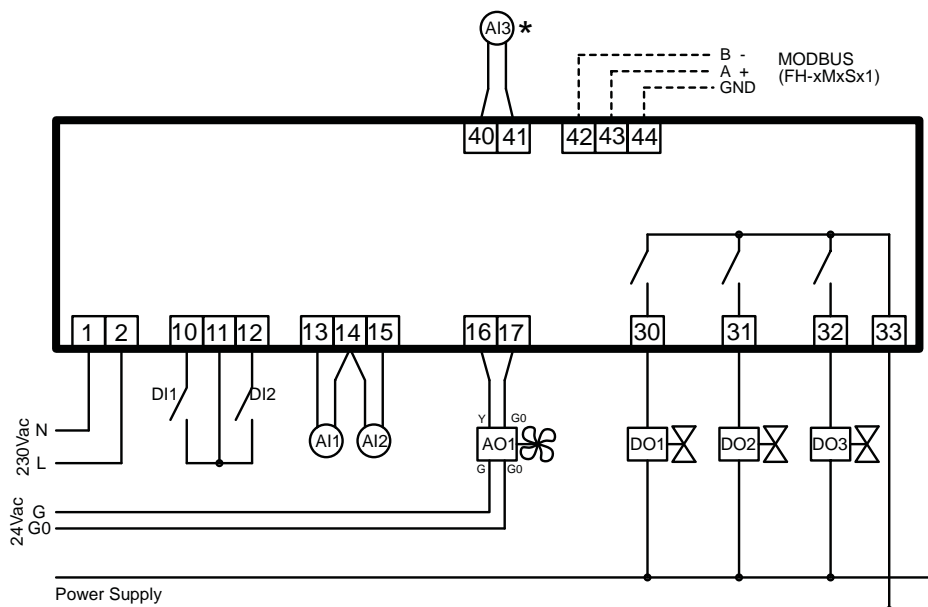 AI3 *
B -
A +
GND
MODBUS
(FH-xMxSx1)
40 41 42 43 44
1 2 10 11 12 13 14 15 16 17 30 31 32 33
DI1 DI2
230Vac
N
L
AI1 AI2
Y G0
AO1
G G0
DO1 DO2 DO3
24Vac
G
G0
Power Supply